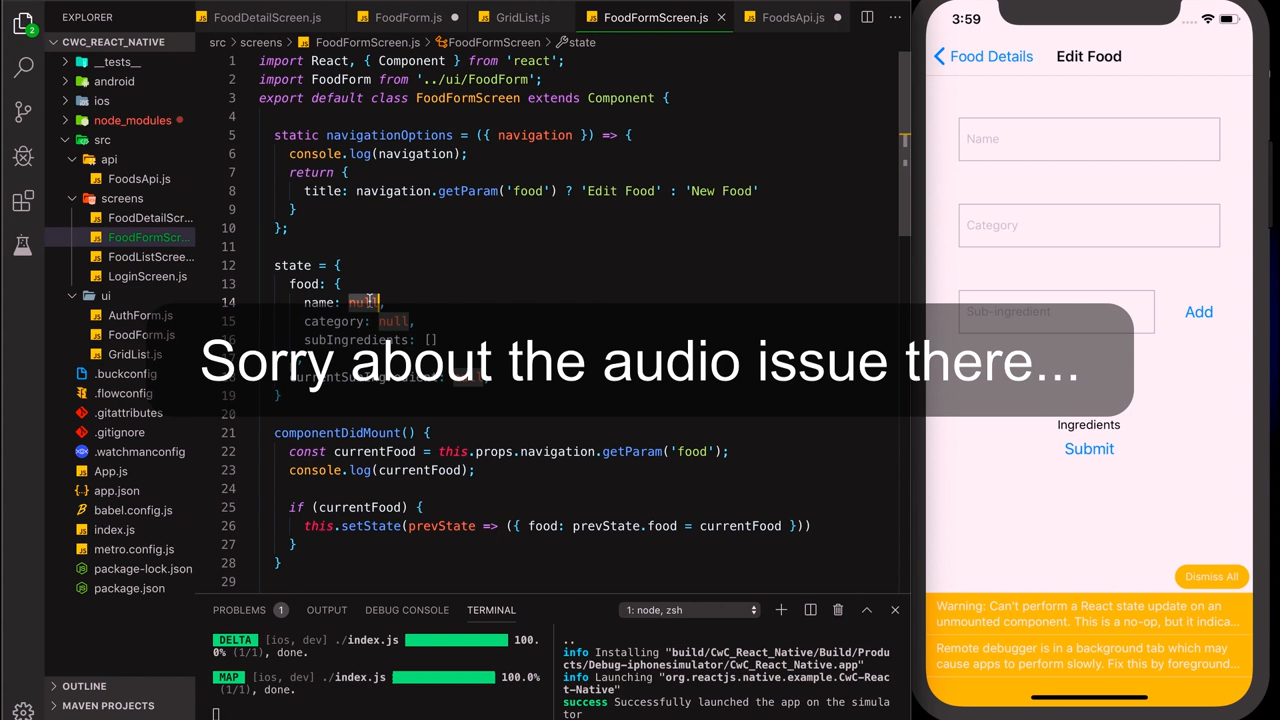 EXPLORER
2
CWC_REACT_NATIVE
__tests__
android
ios
node_modules
src
api
FoodsApi.js
screens
FoodDetailScr...
FoodFormScr...
FoodListScree...
LoginScreen.js
ui
AuthForm.js
FoodForm.js
GridList.js
.buckconfig
.flowconfig
.gitattributes
.gitignore
.watchmanconfig
App.js
app.json
babel.config.js
index.js
metro.config.js
package-lock.json
package.json
OUTLINE
MAVEN PROJECTS
FoodDetailScreen.js
FoodForm.js
GridList.js
FoodFormScreen.js
FoodsApi.js
src > screens > FoodFormScreen.js > FoodFormScreen > state
1 import React, { Component } from 'react';
2 import FoodForm from '../ui/FoodForm';
3 export default class FoodFormScreen extends Component {
4
5 static navigationOptions = ({ navigation }) => {
6 console.log(navigation);
7 return {
8 title: navigation.getParam('food') ? 'Edit Food' : 'New Food'
9 }
10 };
11
12 state = {
13 food: {
14 name: null,
15 category: null,
16 subIngredients: []
19 }
20
21 componentDidMount() {
22 const currentFood = this.props.navigation.getParam('food');
23 console.log(currentFood);
24
25 if (currentFood) {
26 this.setState(prevState => ({ food: prevState.food = currentFood }))
27 }
28 }
29
Sorry about the audio issue there...
PROBLEMS 1 OUTPUT DEBUG CONSOLE TERMINAL
1: node, zsh
DELTA [ios, dev] ./index.js 100.
0% (1/1), done.
MAP [ios, dev] ./index.js 100.0%
(1/1), done.
..
info Installing "build/CwC_React_Native/Build/Produ
cts/Debug-iphonesimulator/CwC_React_Native.app"
info Launching "org.reactjs.native.example.CwC-Reac
t-Native"
success Successfully launched the app on the simula
tor
3:59
Food Details
Edit Food
Name
Category
Sub-ingredient
Add
Ingredients
Submit
Dismiss All
Warning: Can't perform a React state update on an
unmounted component. This is a no-op, but it indica...
Remote debugger is in a background tab which may
cause apps to perform slowly. Fix this by foreground...